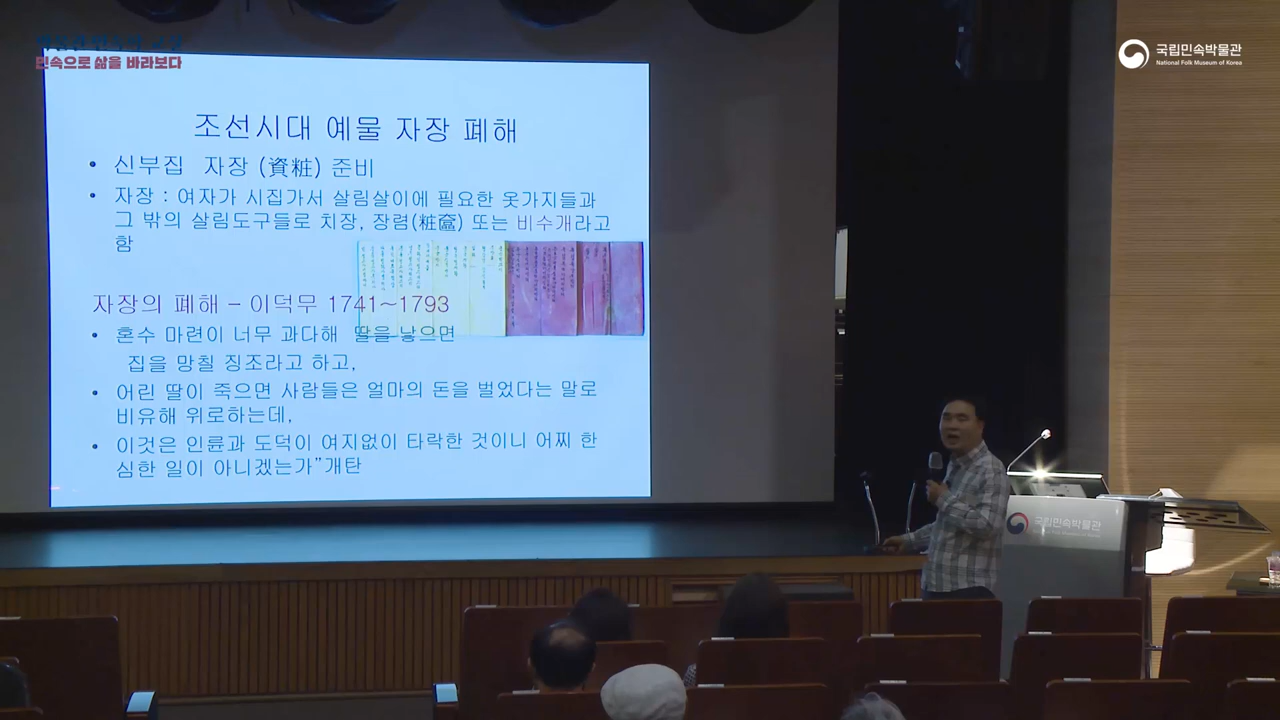 민속으로 삶을 바라보다
국립민속박물관
National Folk Museum of Korea
조선시대 예물 자장 폐해
• 신부집 자장 (資粧) 준비
• 자장 : 여자가 시집가서 살림살이에 필요한 옷가지들과
그 밖의 살림도구들로 치장, 장렴(粧奩) 또는 비수개라고
함
자장의 폐해 – 이덕무 1741~1793
• 혼수 마련이 너무 과다해 딸을 낳으면
집을 망칠 징조라고 하고,
• 어린 딸이 죽으면 사람들은 얼마의 돈을 벌었다는 말로
비유해 위로하는데,
• 이것은 인륜과 도덕이 여지없이 타락한 것이니 어찌 한
심한 일이 아니겠는가”개탄
국립민속박물관